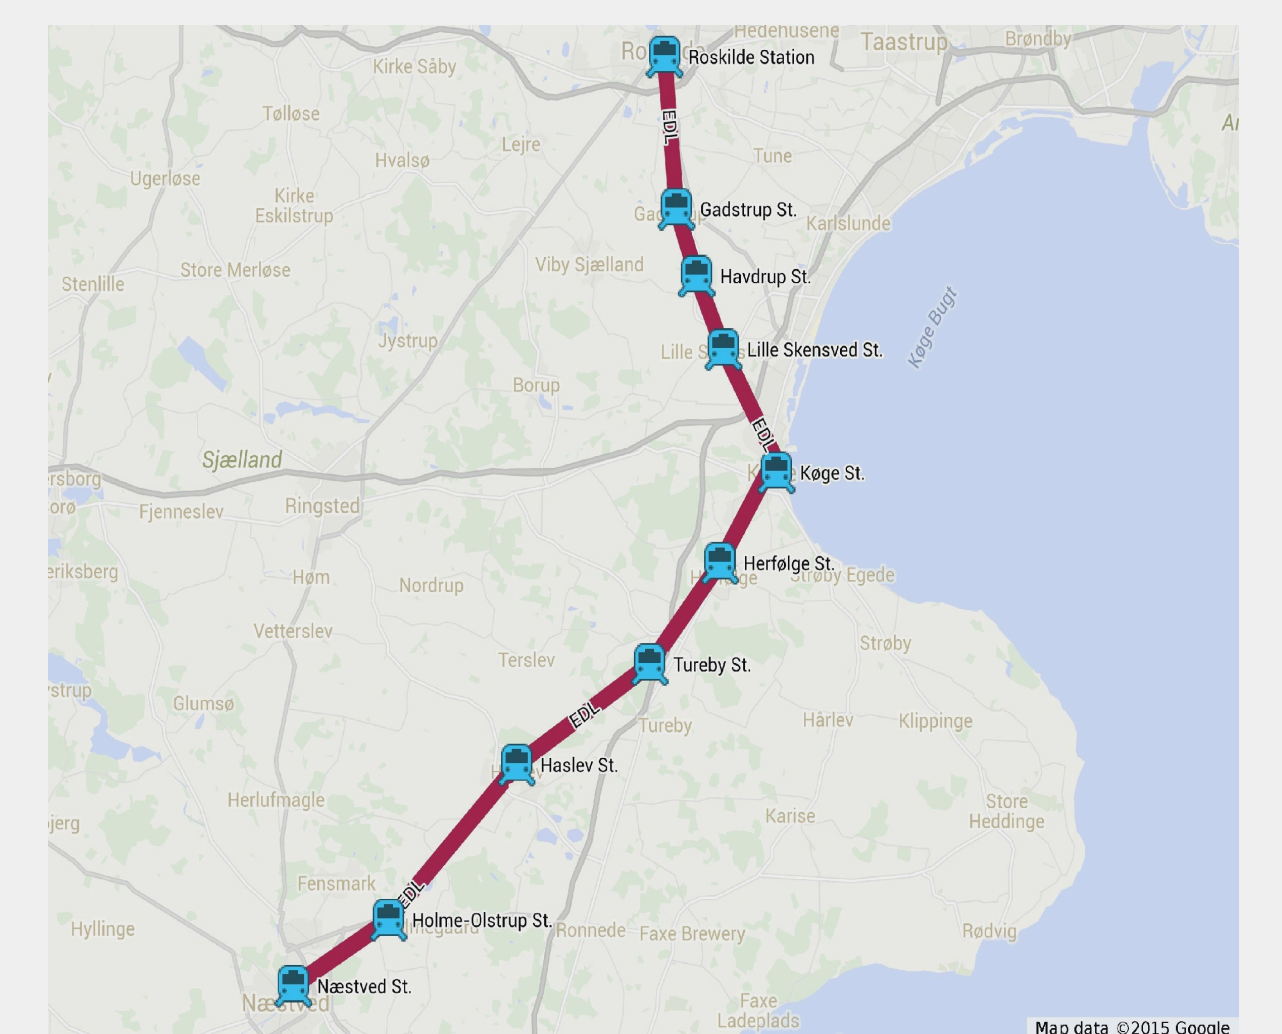 Hedehusene
Taastrup
Brøndby
Roskilde Station
Kirke Såby
EDL
Tølløse
Lejre
Tune
Hvalsø
Ugerløse
Kirke
Eskilstrup
Gadstrup St.
Karlslunde
Viby Sjælland
Store Merløse
Havdrup St.
Stenlille
Køge Bugt
Jystrup
Lille Skensved St.
Borup
EDL
Sjælland
Køge St.
Ringsted
Fjenneslev
Herfølge St.
Strøby Egede
Høm
Nordrup
Vetterslev
Strøby
Terslev
Tureby St.
Glumsø
EDL
Tureby
Hårlev
Klippinge
Haslev St.
Herlufmagle
Store
Heddinge
Karise
Fensmark
EDL
Holme-Olstrup St.
Hyllinge
Rønnede
Faxe Brewery
Rødvig
Næstved St.
Næstved
Faxe
Ladeplads
Map data ©2015 Google